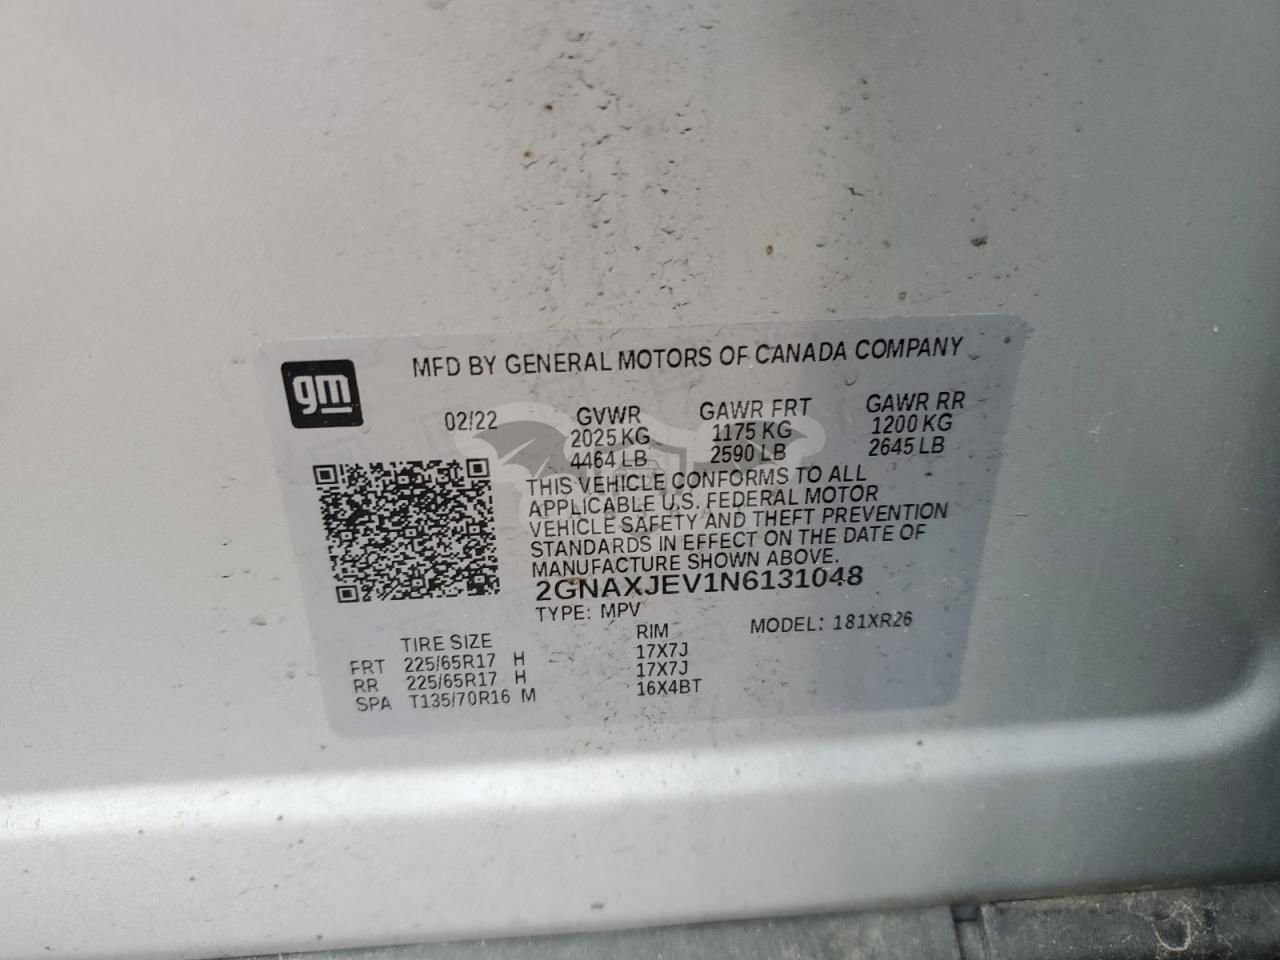 gm
MFD BY GENERAL MOTORS OF CANADA COMPANY
02/22 GVWR GAWR FRT GAWR RR
2025 KG 1175 KG 1200 KG
4464 LB 2590 LB 2645 LB
THIS VEHICLE CONFORMS TO ALL
APPLICABLE U.S. FEDERAL MOTOR
VEHICLE SAFETY AND THEFT PREVENTION
STANDARDS IN EFFECT ON THE DATE OF
MANUFACTURE SHOWN ABOVE.
2GNAXJEV1N6131048
TYPE: MPV MODEL: 181XR26
TIRE SIZE RIM
FRT 225/65R17 H 17X7J
RR 225/65R17 H 17X7J
SPA T135/70R16 M 16X4BT